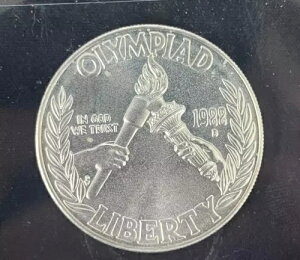 OLYMPIAD
IN GOD
WE TRUST
1988
D
LIBERTY